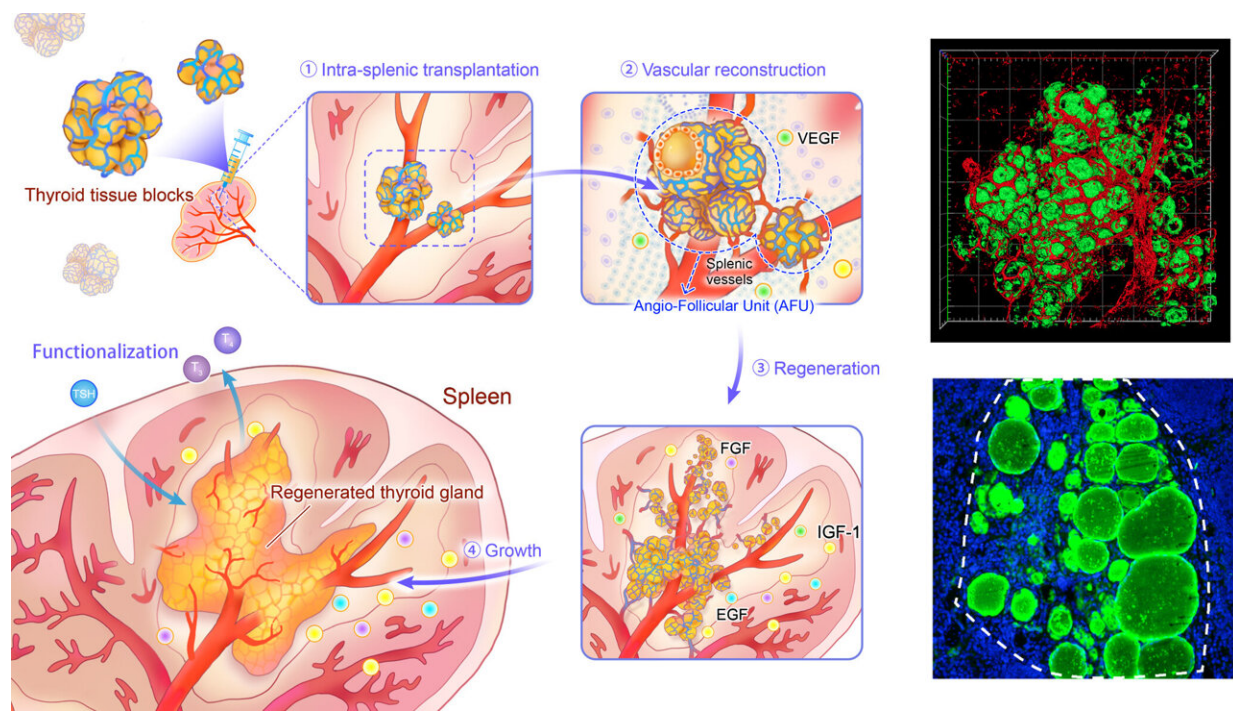 ① Intra-splenic transplantation
② Vascular reconstruction
VEGF
Thyroid tissue blocks
Splenic
vessels
Angio-Follicular Unit (AFU)
③ Regeneration
Functionalization
T4
T3
TSH
Spleen
Regenerated thyroid gland
④ Growth
FGF
IGF-1
EGF